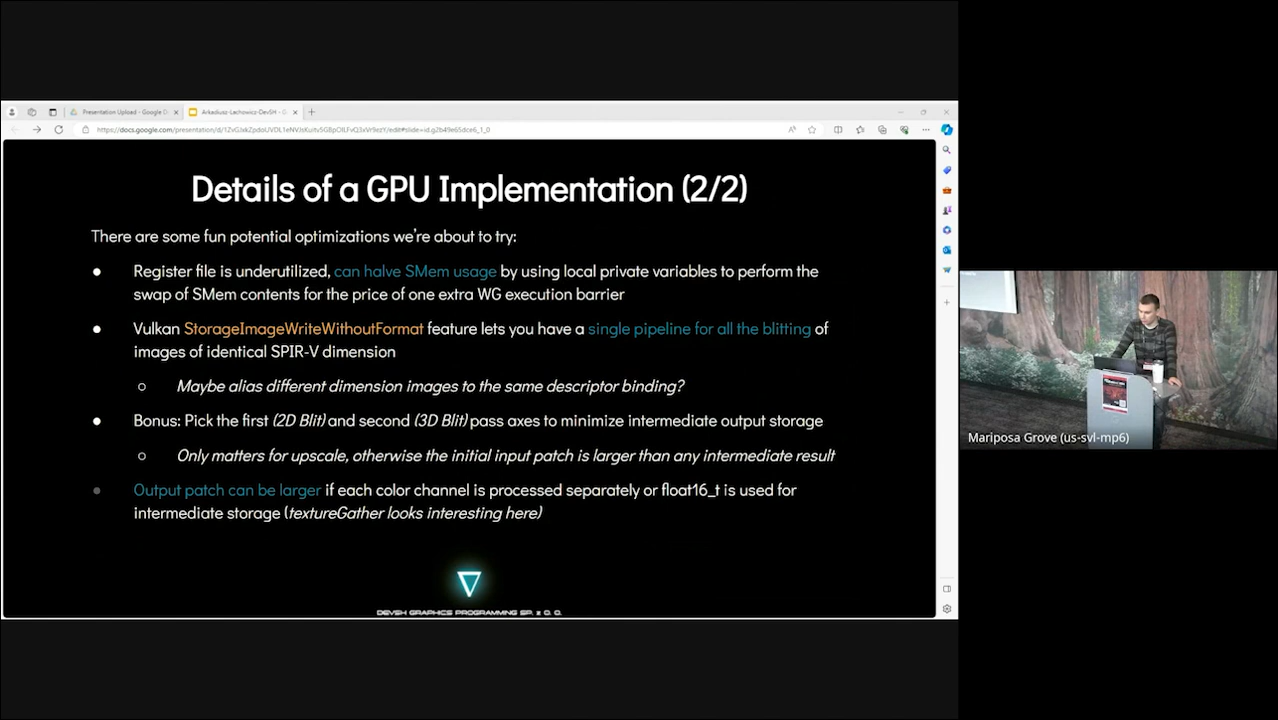 Presentation Upload - Google D
Arkadiusz-Lachowicz-DevSH - G
Details of a GPU Implementation (2/2)
There are some fun potential optimizations we're about to try:
Register file is underutilized, can halve SMem usage by using local private variables to perform the
swap of SMem contents for the price of one extra WG execution barrier
Vulkan StorageImageWriteWithoutFormat feature lets you have a single pipeline for all the blitting of
images of identical SPIR-V dimension
Maybe alias different dimension images to the same descriptor binding?
Bonus: Pick the first (2D Blit) and second (3D Blit) pass axes to minimize intermediate output storage
Only matters for upscale, otherwise the initial input patch is larger than any intermediate result
Output patch can be larger if each color channel is processed separately or float16_t is used for
intermediate storage (textureGather looks interesting here)
DEVSH GRAPHICS PROGRAMMING SP. z O. O.
Mariposa Grove (us-svl-mp6)